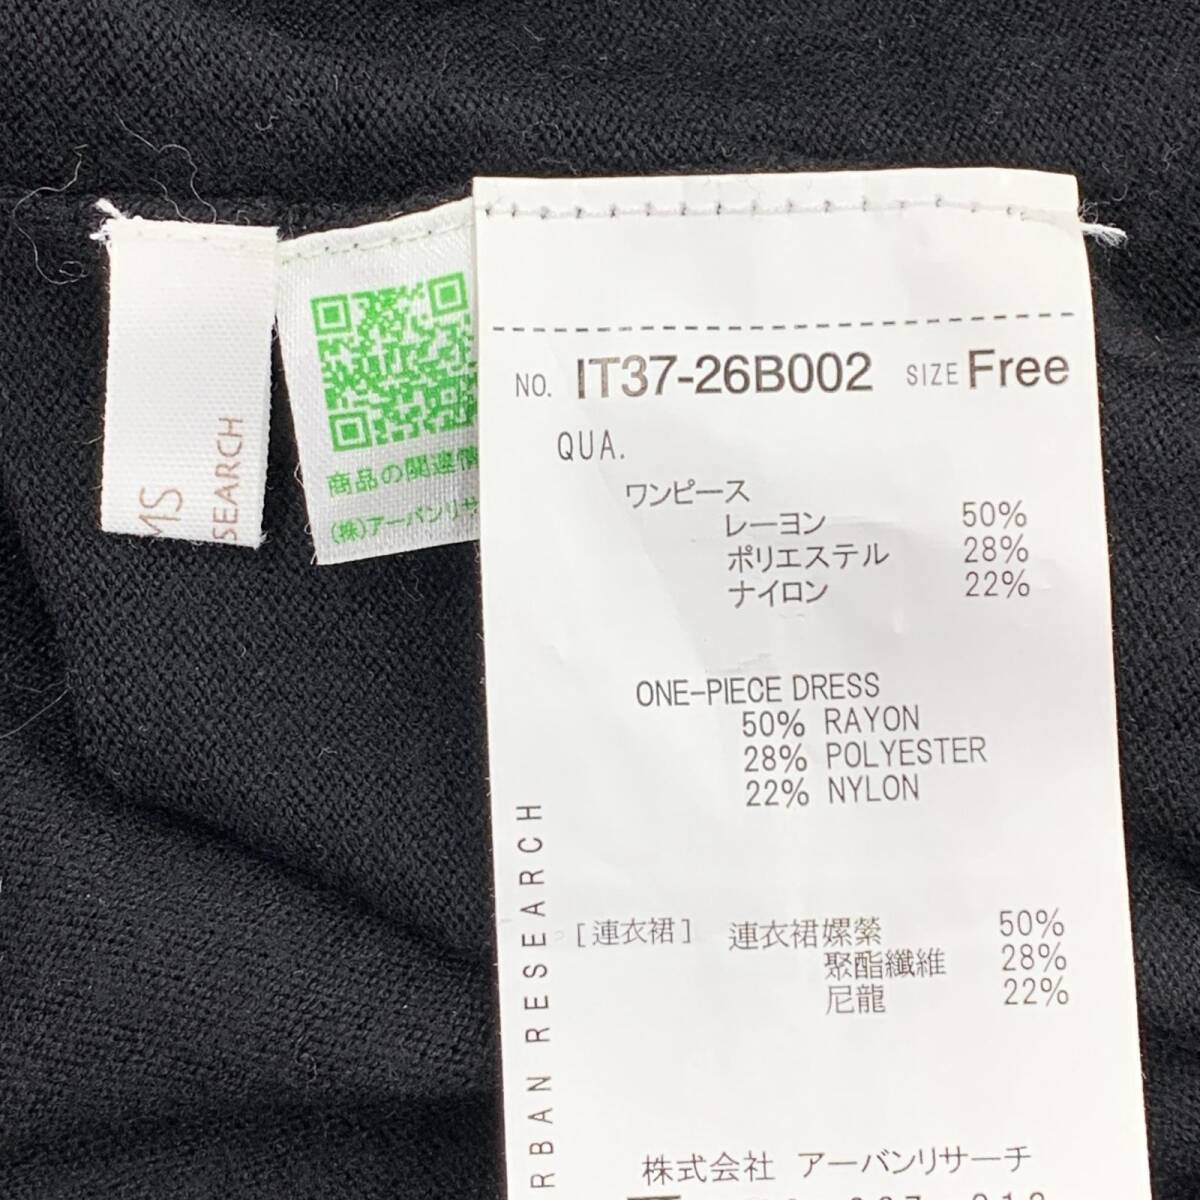 MS
SEARCH
商品の関連情
(株)アーバンリサ
NO. IT37-26B002 SIZE Free
QUA.
ワンピース
レーヨン 50%
ポリエステル 28%
ナイロン 22%
ONE-PIECE DRESS
50% RAYON
28% POLYESTER
22% NYLON
[連衣裙] 連衣裙嫘縈 50%
聚酯纖維 28%
尼龍 22%
RBAN RESEARCH
株式会社 アーバンリサーチ